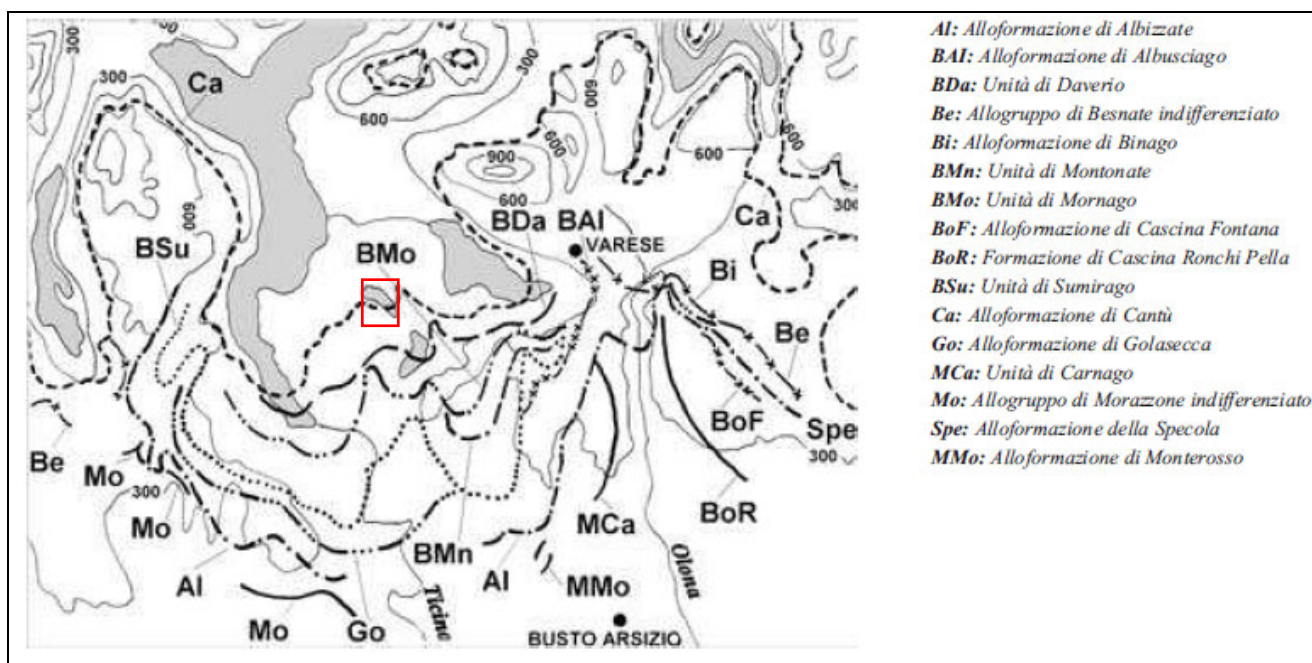 300
300
300
Ca
600
600
600
600
600
600
900
600
300
BDa
BAI
VARESE
Ca
BSu
BMo
Bi
Be
BoF
Spe
300
Be
Mo
300
Mo
MCa
BoR
Al
BMn
Al
MMo
Olona
Mo
Go
Ticino
BUSTO ARSIZIO
Al: Alloformazione di Albizzate
BAI: Alloformazione di Albusciago
BDa: Unità di Daverio
Be: Allogruppo di Besnate indifferenziato
Bi: Alloformazione di Binago
BMn: Unità di Montonate
BMo: Unità di Mornago
BoF: Alloformazione di Cascina Fontana
BoR: Formazione di Cascina Ronchi Pella
BSu: Unità di Sumirago
Ca: Alloformazione di Cantù
Go: Alloformazione di Golasecca
MCa: Unità di Carnago
Mo: Allogruppo di Morazzone indifferenziato
Spe: Alloformazione della Specola
MMo: Alloformazione di Monterosso